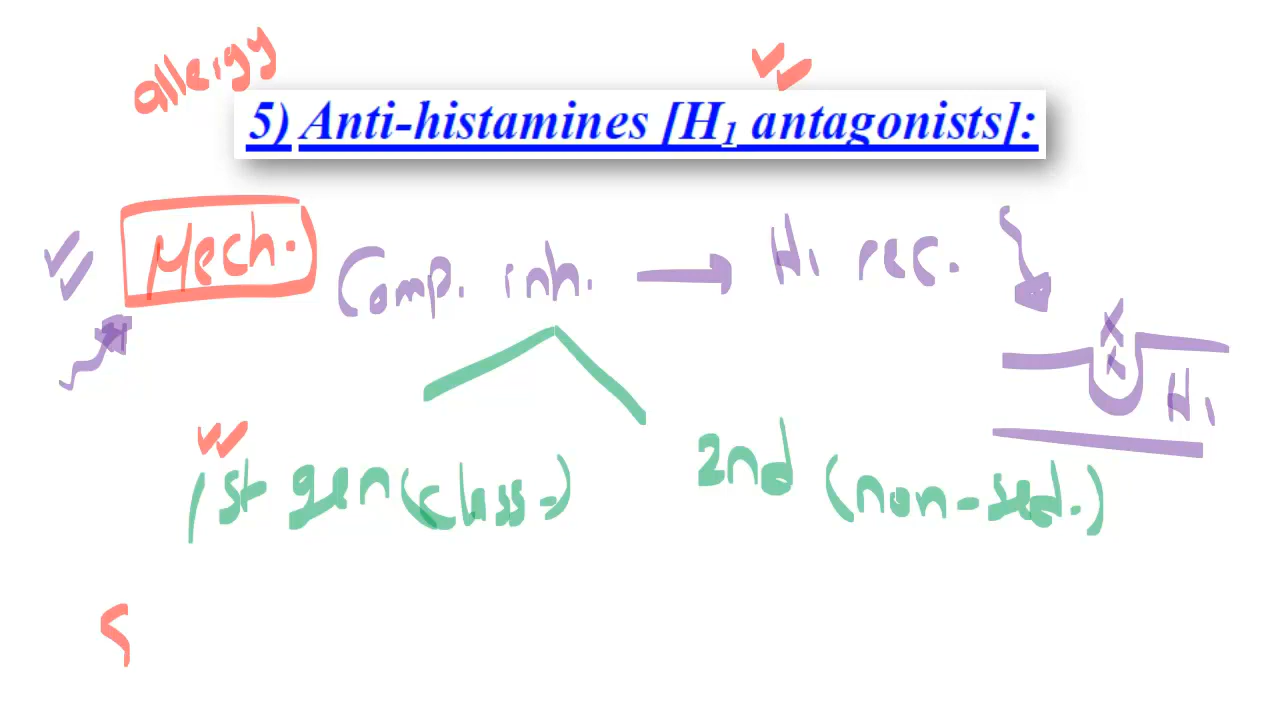 allergy
5) Anti-histamines [H1 antagonists]:
Mech. Comp. inh. → H1 rec.
H1
1st gen (class.) 2nd (non-sed.)